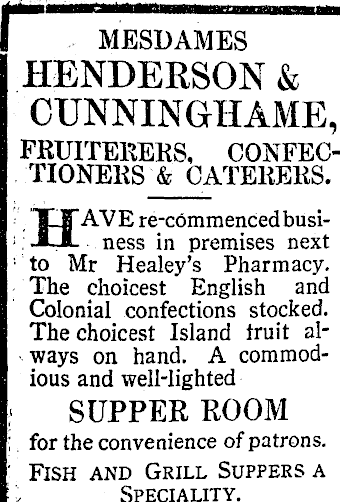 MESDAMES
HENDERSON &
CUNNINGHAME,
FRUITERERS, CONFEC-
TIONERS & CATERERS.
HAVE re-commenced busi-
ness in premises next
to Mr Healey's Pharmacy.
The choicest English and
Colonial confections stocked.
The choicest Island fruit al-
ways on hand. A commod-
ious and well-lighted
SUPPER ROOM
for the convenience of patrons.
FISH AND GRILL SUPPERS A
SPECIALITY.